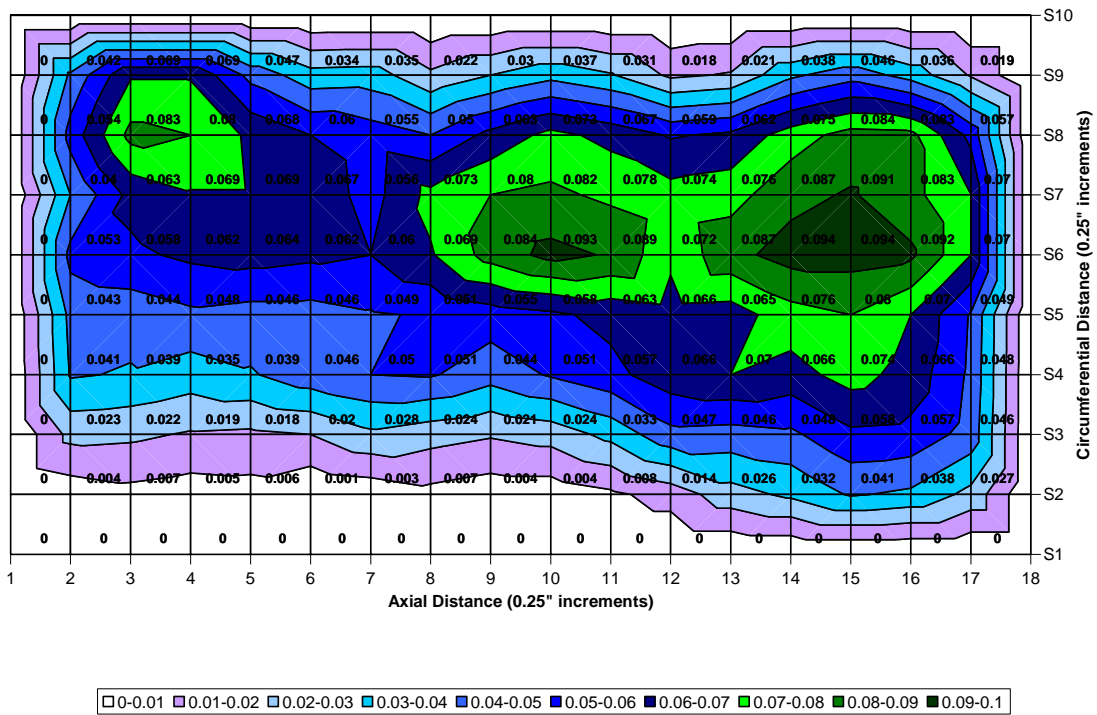 S10
0 0.042 0.069 0.069 0.047 0.034 0.035 0.022 0.03 0.037 0.031 0.018 0.021 0.038 0.046 0.036 0.019
S9
0 0.054 0.083 0.08 0.068 0.06 0.055 0.05 0.063 0.072 0.067 0.059 0.062 0.075 0.084 0.083 0.057
S8
0 0.04 0.063 0.069 0.069 0.067 0.056 0.073 0.08 0.082 0.078 0.074 0.076 0.087 0.091 0.083 0.07
S7
0 0.053 0.058 0.062 0.064 0.062 0.06 0.069 0.084 0.093 0.089 0.072 0.087 0.094 0.094 0.092 0.07
S6
0 0.043 0.044 0.048 0.046 0.046 0.049 0.051 0.055 0.058 0.063 0.066 0.065 0.076 0.08 0.07 0.049
S5
0 0.041 0.039 0.035 0.039 0.046 0.05 0.051 0.044 0.051 0.057 0.066 0.07 0.066 0.074 0.066 0.048
S4
0 0.023 0.022 0.019 0.018 0.02 0.028 0.024 0.021 0.024 0.033 0.047 0.046 0.048 0.058 0.057 0.046
S3
0 0.004 0.007 0.005 0.006 0.001 0.003 0.007 0.004 0.004 0.008 0.014 0.026 0.032 0.041 0.038 0.027
S2
0 0 0 0 0 0 0 0 0 0 0 0 0 0 0 0 0
S1
Circumferential Distance (0.25" increments)
1 2 3 4 5 6 7 8 9 10 11 12 13 14 15 16 17 18
Axial Distance (0.25" increments)
0-0.01 0.01-0.02 0.02-0.03 0.03-0.04 0.04-0.05 0.05-0.06 0.06-0.07 0.07-0.08 0.08-0.09 0.09-0.1